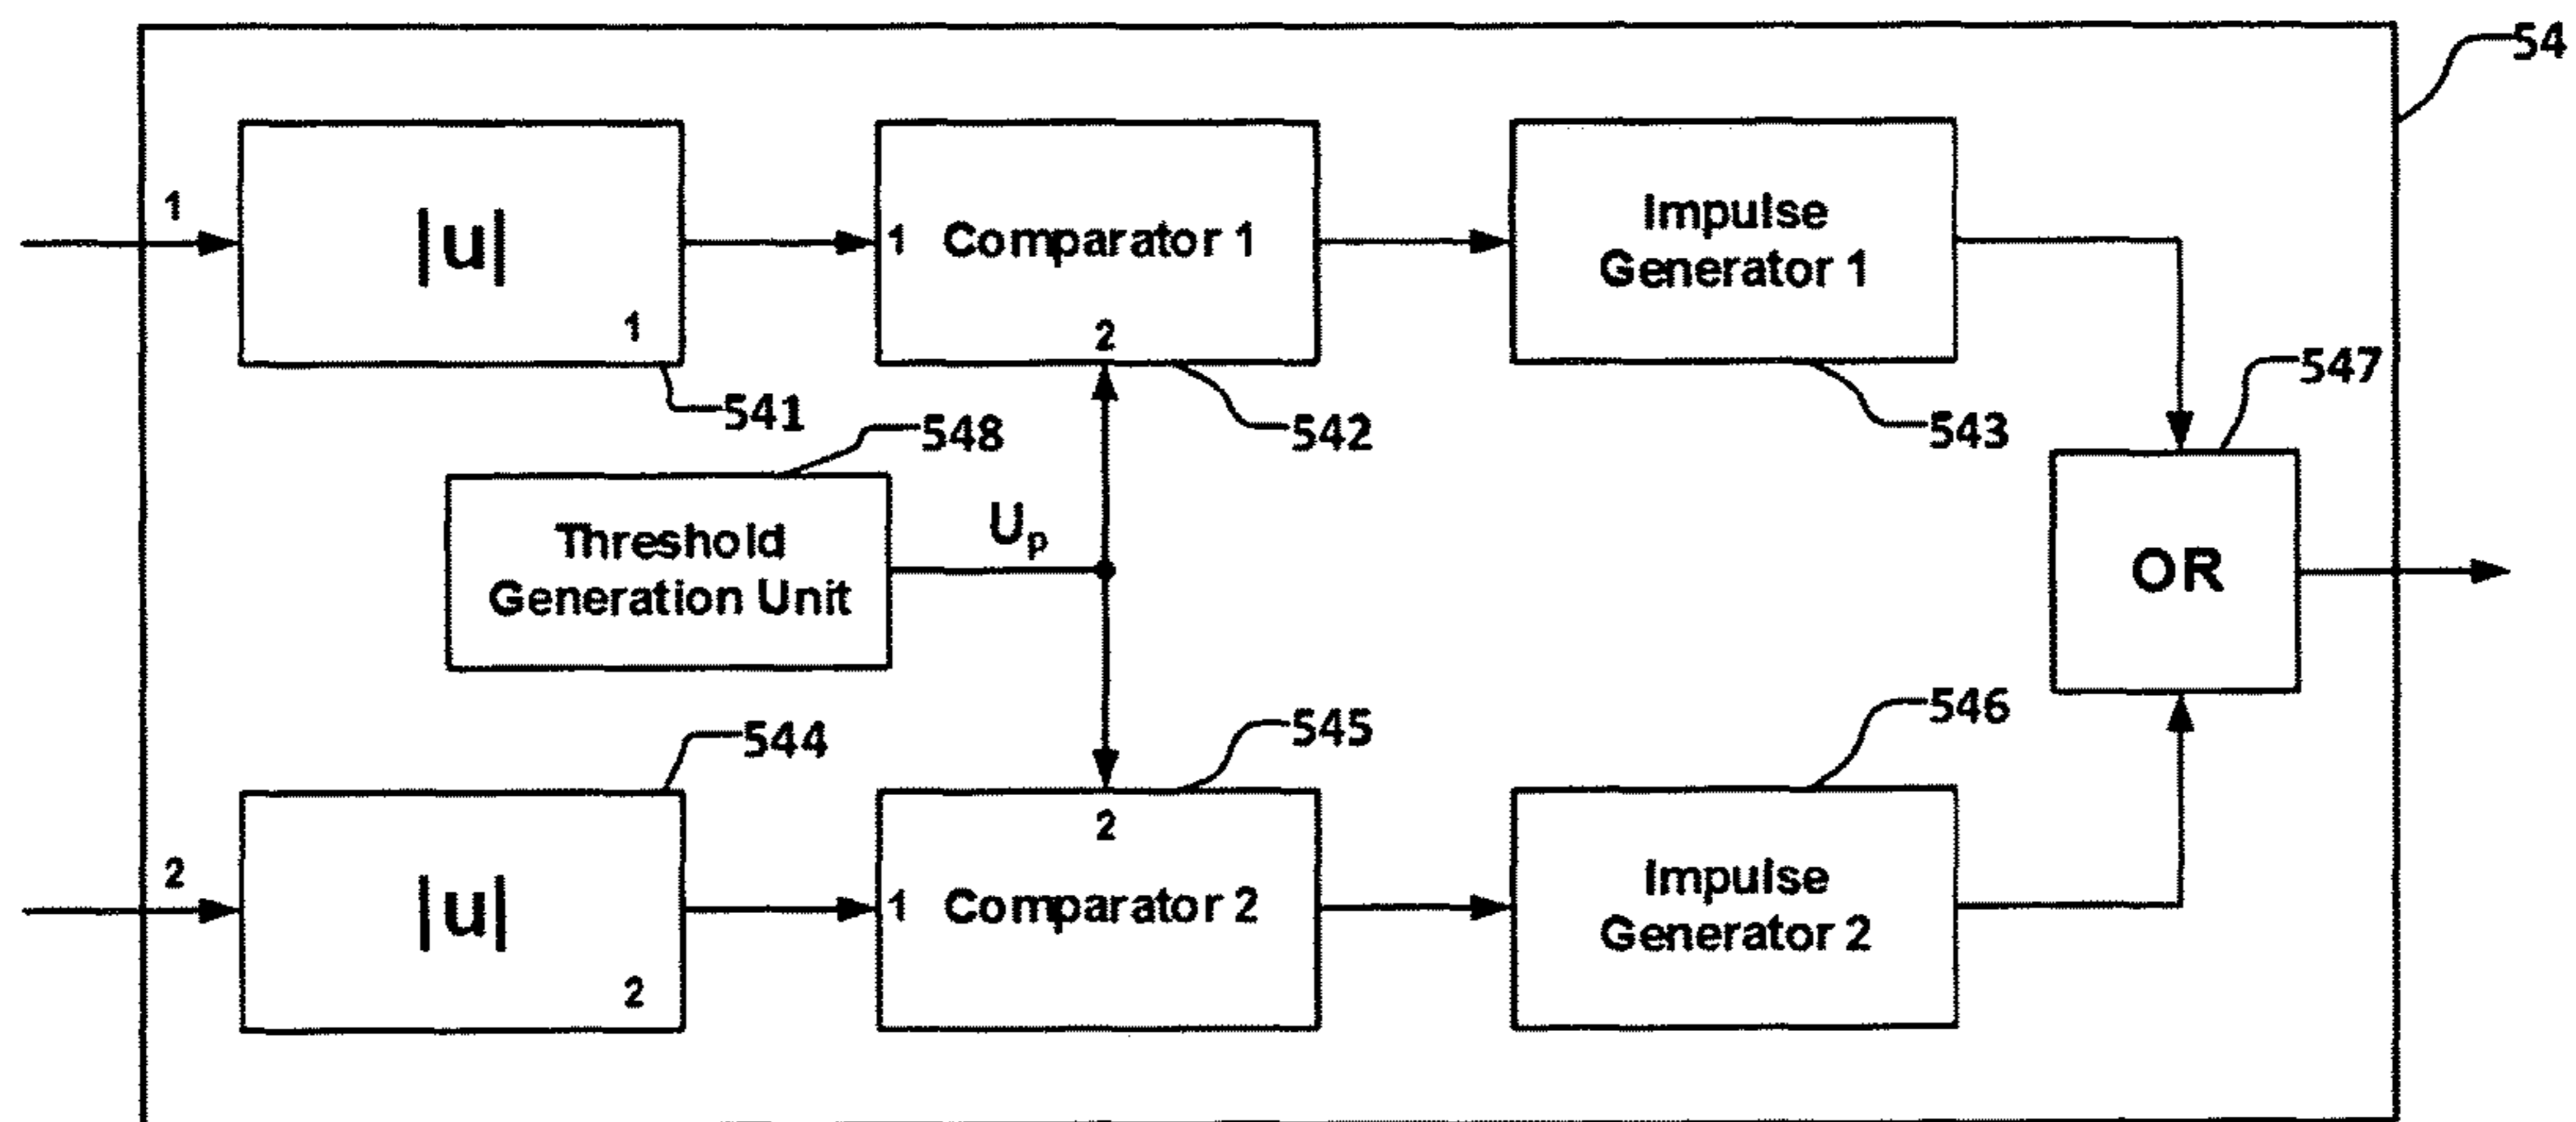 54
1
|u|
1
541
1
Comparator 1
2
542
Impulse
Generator 1
543
547
548
Threshold
Generation Unit
Up
OR
544
545
546
2
|u|
2
2
1
Comparator 2
Impulse
Generator 2